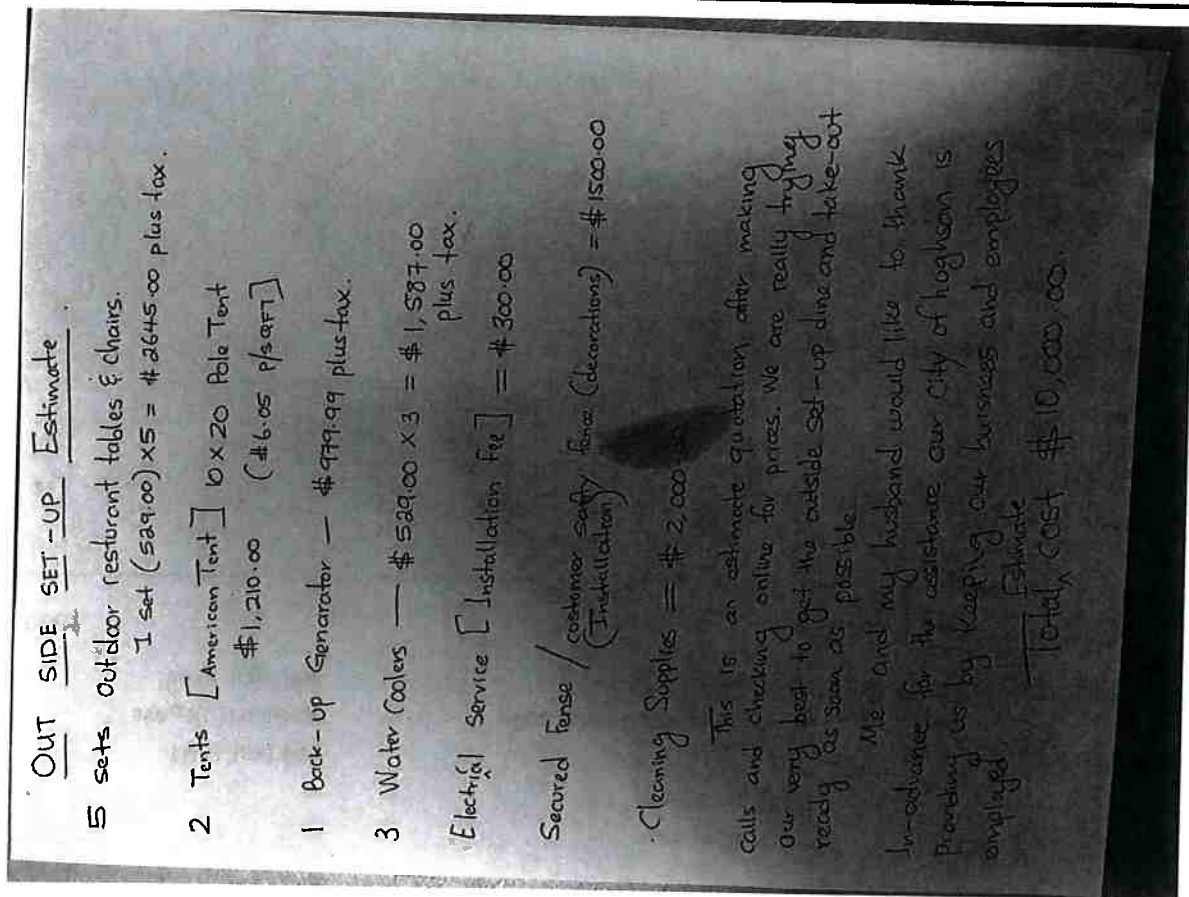 OUT SIDE SET-UP Estimate.
5 sets outdoor resturant tables & chairs.
1 set (529.00) x5 = $2645.00 plus tax.
2 Tents [American Tent] 10 x 20 Pole Tent
$1,210.00 ($6.05 P/SQFT)
1 Back-up Genarator — $979.99 plus tax.
3 Water Coolers — $529.00 x 3 = $1,587.00
plus tax.
Electrial Service [Installation Fee] = $300.00
Secured Fense / costomer safty fence (decorations) = $1500.00
(Installation)
Cleaning Supplies = $2,000
This is an estimate quotation after making
calls and checking online for prices. We are really trying
our very best to get the outside set-up dine and take-out
ready as soon as possible.
Me and my husband would like to thank
In-advance for the assistance our City of hughson is
providing us by keeping our buisness and employees
employed.
Estimate
Total cost $10,000.00.